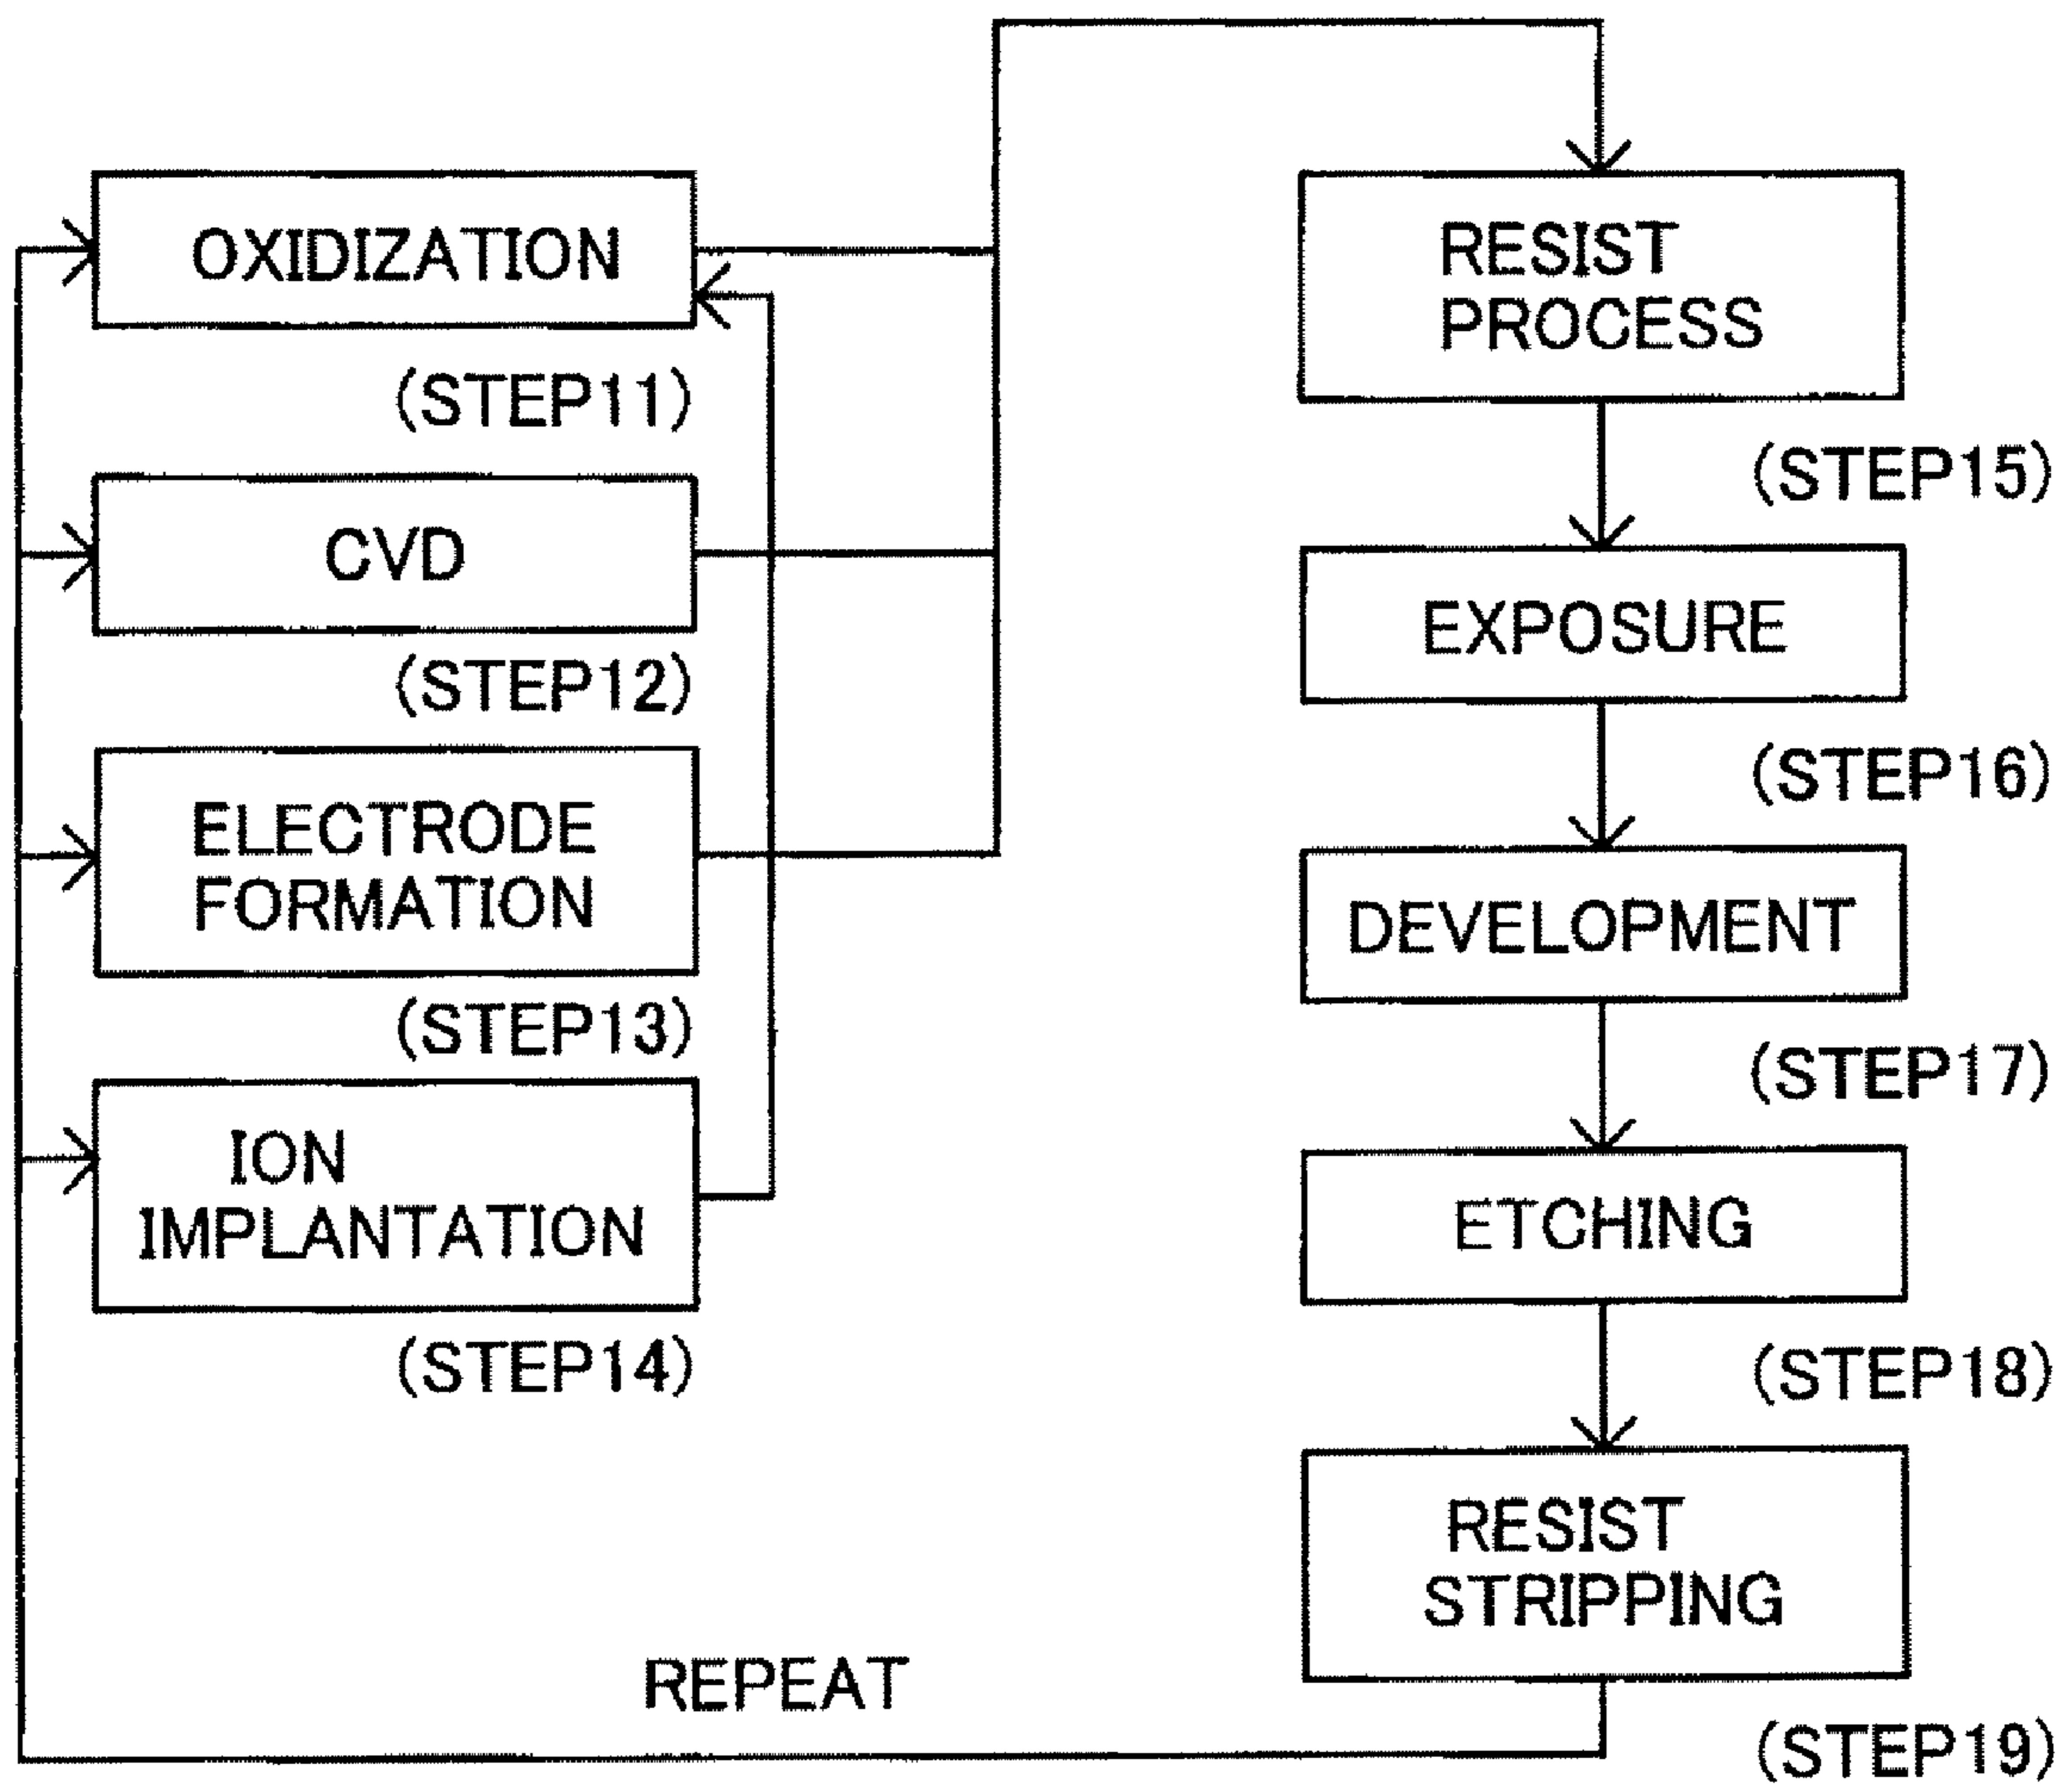 OXIDIZATION
(STEP11)
CVD
(STEP12)
ELECTRODE
FORMATION
(STEP13)
ION
IMPLANTATION
(STEP14)
RESIST
PROCESS
(STEP15)
EXPOSURE
(STEP16)
DEVELOPMENT
(STEP17)
ETCHING
(STEP18)
RESIST
STRIPPING
(STEP19)
REPEAT